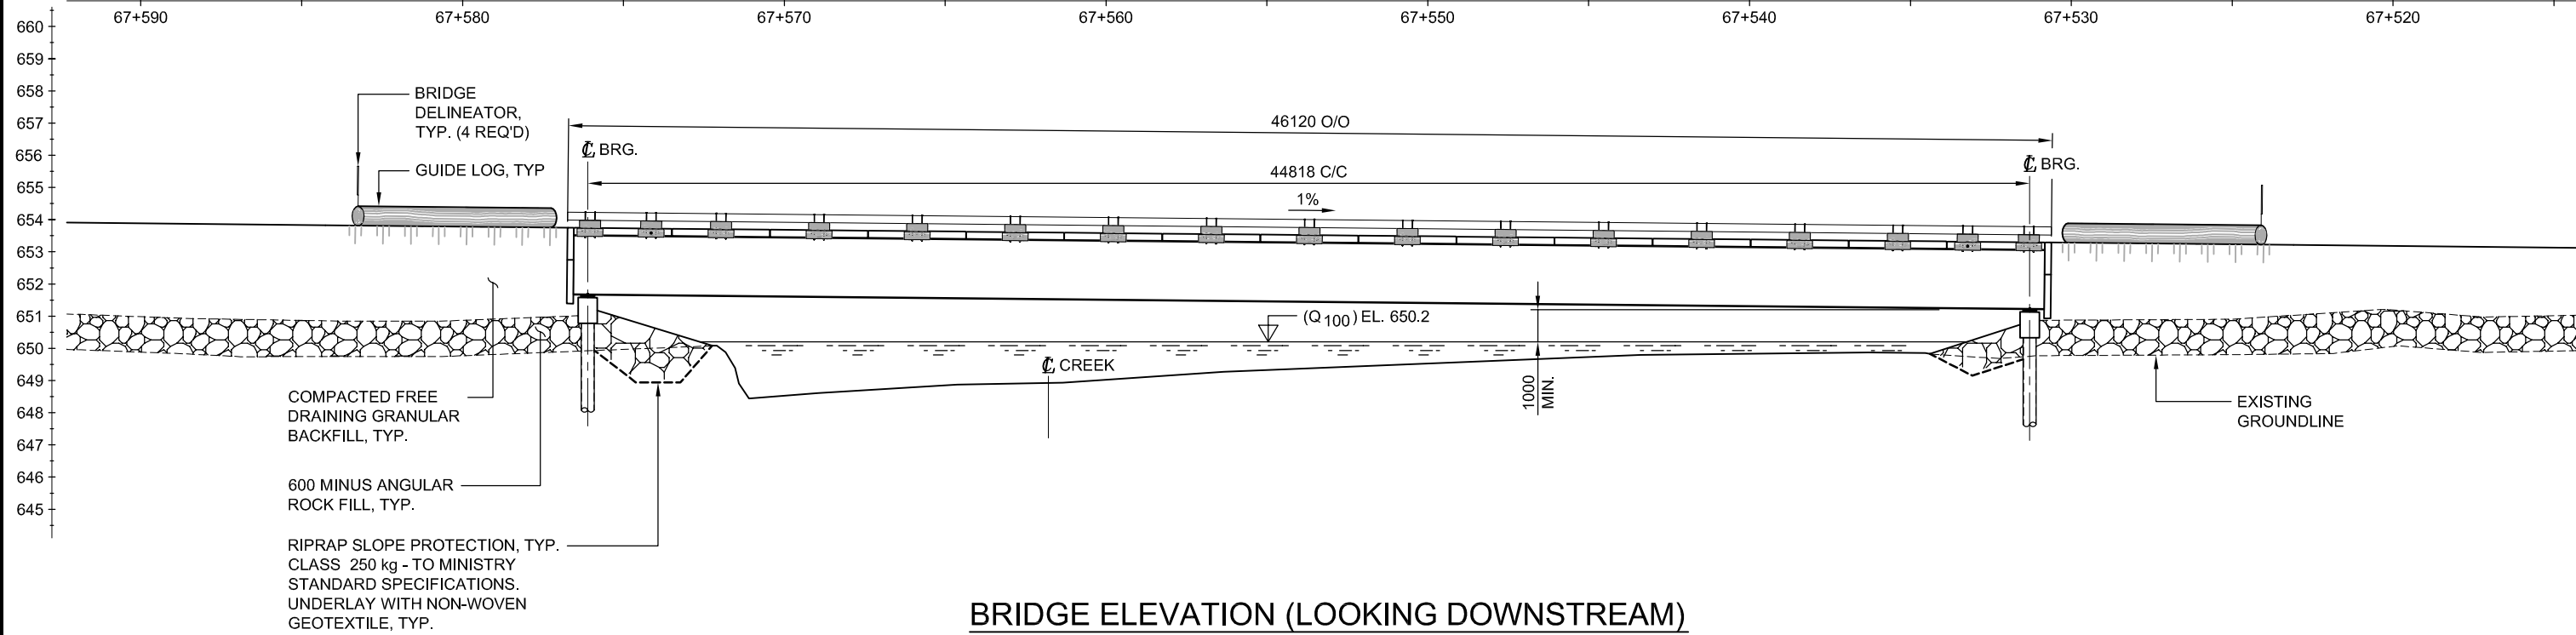 67+590
67+580
67+570
67+560
67+550
67+540
67+530
67+520
660
659
658
657
656
655
654
653
652
651
650
649
648
647
646
645
BRIDGE
DELINEATOR,
TYP. (4 REQ'D)
GUIDE LOG, TYP
46120 O/O
℄ BRG.
℄ BRG.
44818 C/C
1%
(Q100) EL. 650.2
℄ CREEK
1000
MIN.
COMPACTED FREE
DRAINING GRANULAR
BACKFILL, TYP.
EXISTING
GROUNDLINE
600 MINUS ANGULAR
ROCK FILL, TYP.
RIPRAP SLOPE PROTECTION, TYP.
CLASS 250 kg - TO MINISTRY
STANDARD SPECIFICATIONS.
UNDERLAY WITH NON-WOVEN
GEOTEXTILE, TYP.
BRIDGE ELEVATION (LOOKING DOWNSTREAM)